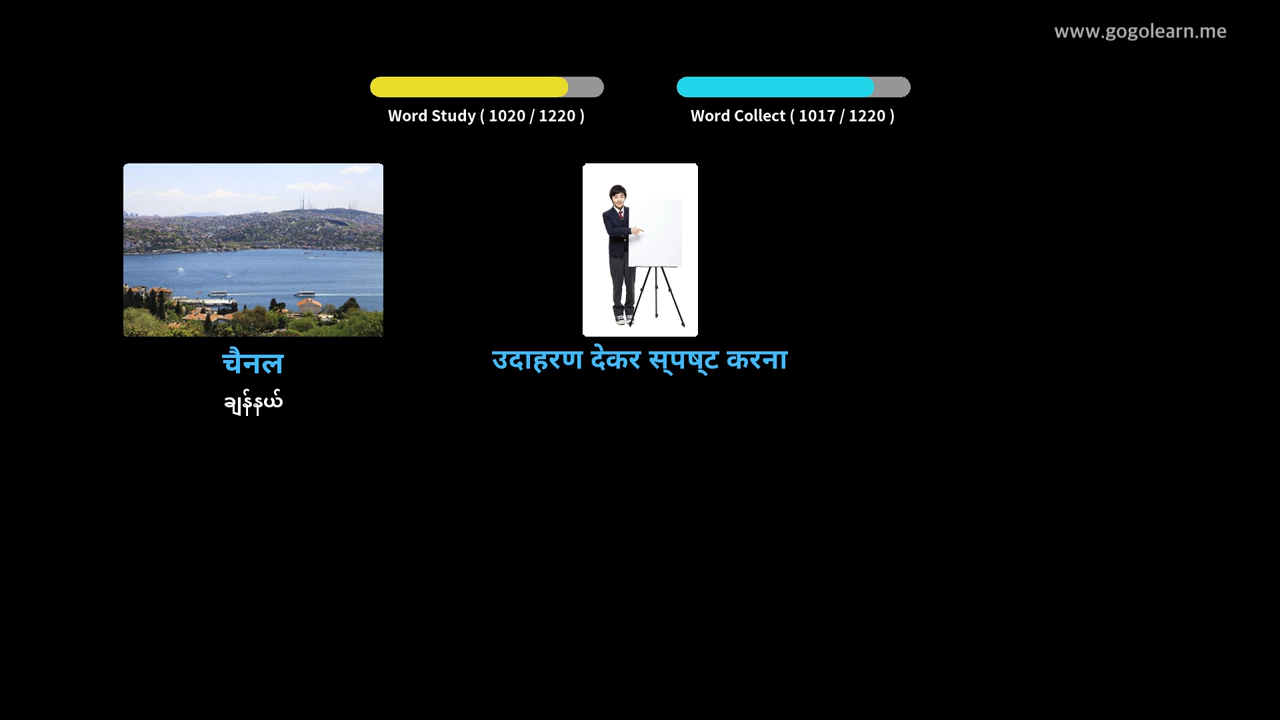 www.gogolearn.me
Word Study ( 1020 / 1220 )
Word Collect ( 1017 / 1220 )
चैनल
ချန်နယ်
उदाहरण देकर स्पष्ट करना